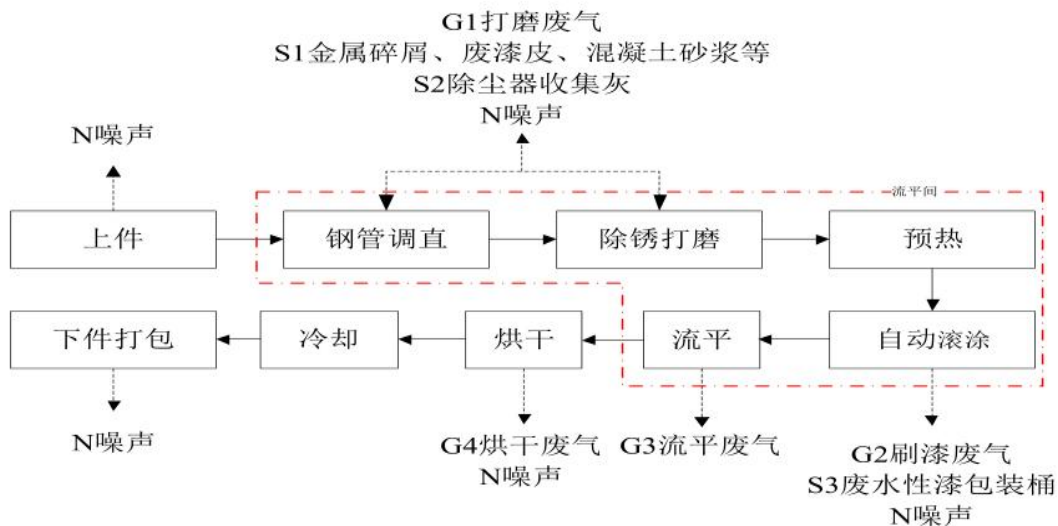 G1打磨废气
S1金属碎屑、废漆皮、混凝土砂浆等
S2除尘器收集灰
N噪声
N噪声
流平间
上件
钢管调直
除锈打磨
预热
下件打包
冷却
烘干
流平
自动滚涂
N噪声
G4烘干废气
N噪声
G3流平废气
G2刷漆废气
S3废水性漆包装桶
N噪声